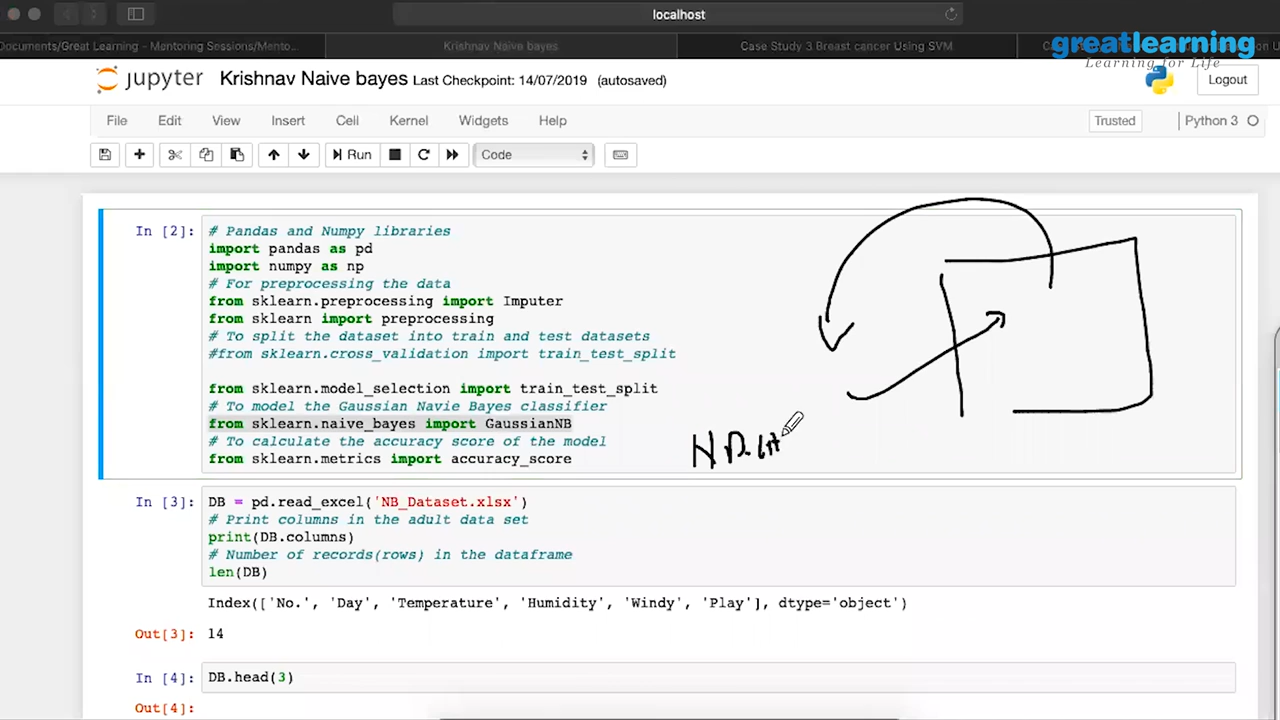 localhost
Documents/Great Learning - Mentoring Sessions/Mento...
Krishnav Naive bayes
Case Study 3 Breast cancer Using SVM
greatlearning
Learning for Life
jupyter Krishnav Naive bayes Last Checkpoint: 14/07/2019 (autosaved)
Logout
File Edit View Insert Cell Kernel Widgets Help
Trusted
Python 3
Run
Code
In [2]:
# Pandas and Numpy libraries
import pandas as pd
import numpy as np
# For preprocessing the data
from sklearn.preprocessing import Imputer
from sklearn import preprocessing
# To split the dataset into train and test datasets
#from sklearn.cross_validation import train_test_split
from sklearn.model_selection import train_test_split
# To model the Gaussian Navie Bayes classifier
from sklearn.naive_bayes import GaussianNB
# To calculate the accuracy score of the model
from sklearn.metrics import accuracy_score
In [3]:
DB = pd.read_excel('NB_Dataset.xlsx')
# Print columns in the adult data set
print(DB.columns)
# Number of records(rows) in the dataframe
len(DB)
Index(['No.', 'Day', 'Temperature', 'Humidity', 'Windy', 'Play'], dtype='object')
Out[3]: 14
In [4]: DB.head(3)
Out[4]: